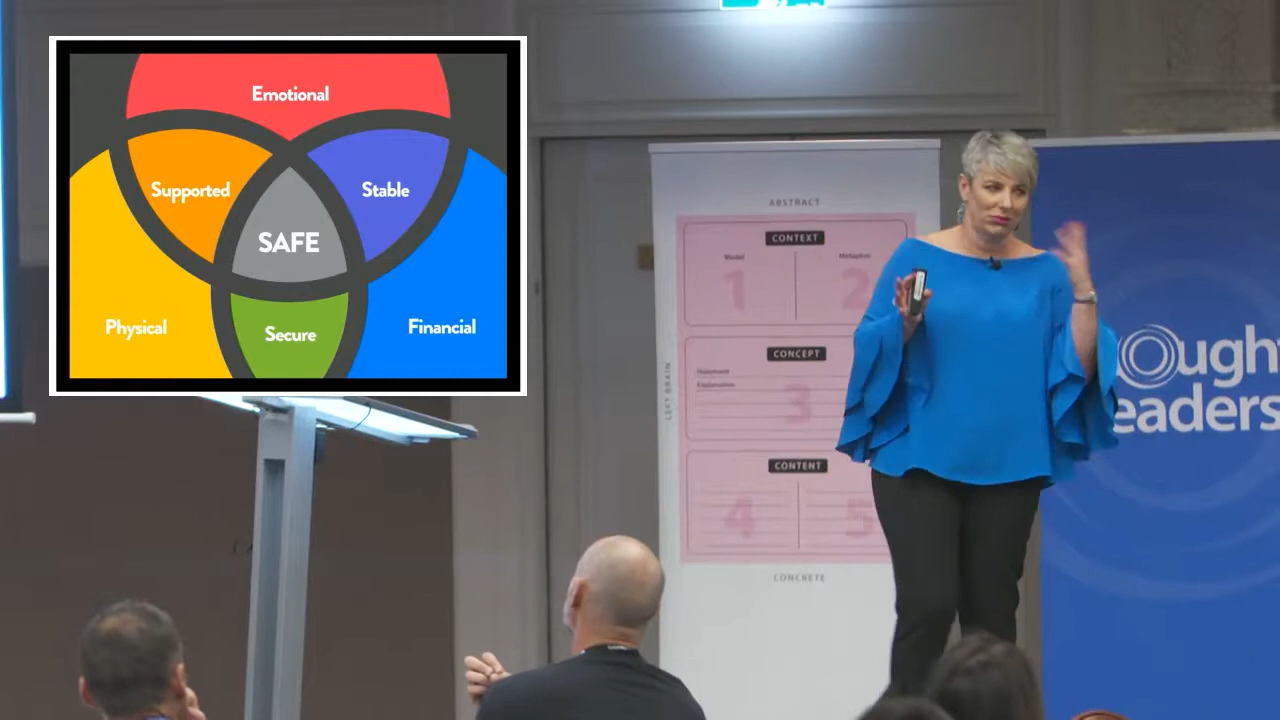 Emotional
Supported
Stable
SAFE
Physical
Secure
Financial
ABSTRACT
CONTEXT
Model
Metaphor
1
2
LEFT BRAIN
CONCEPT
Statement
Explanation
3
CONTENT
4
5
CONCRETE
ought
eaders